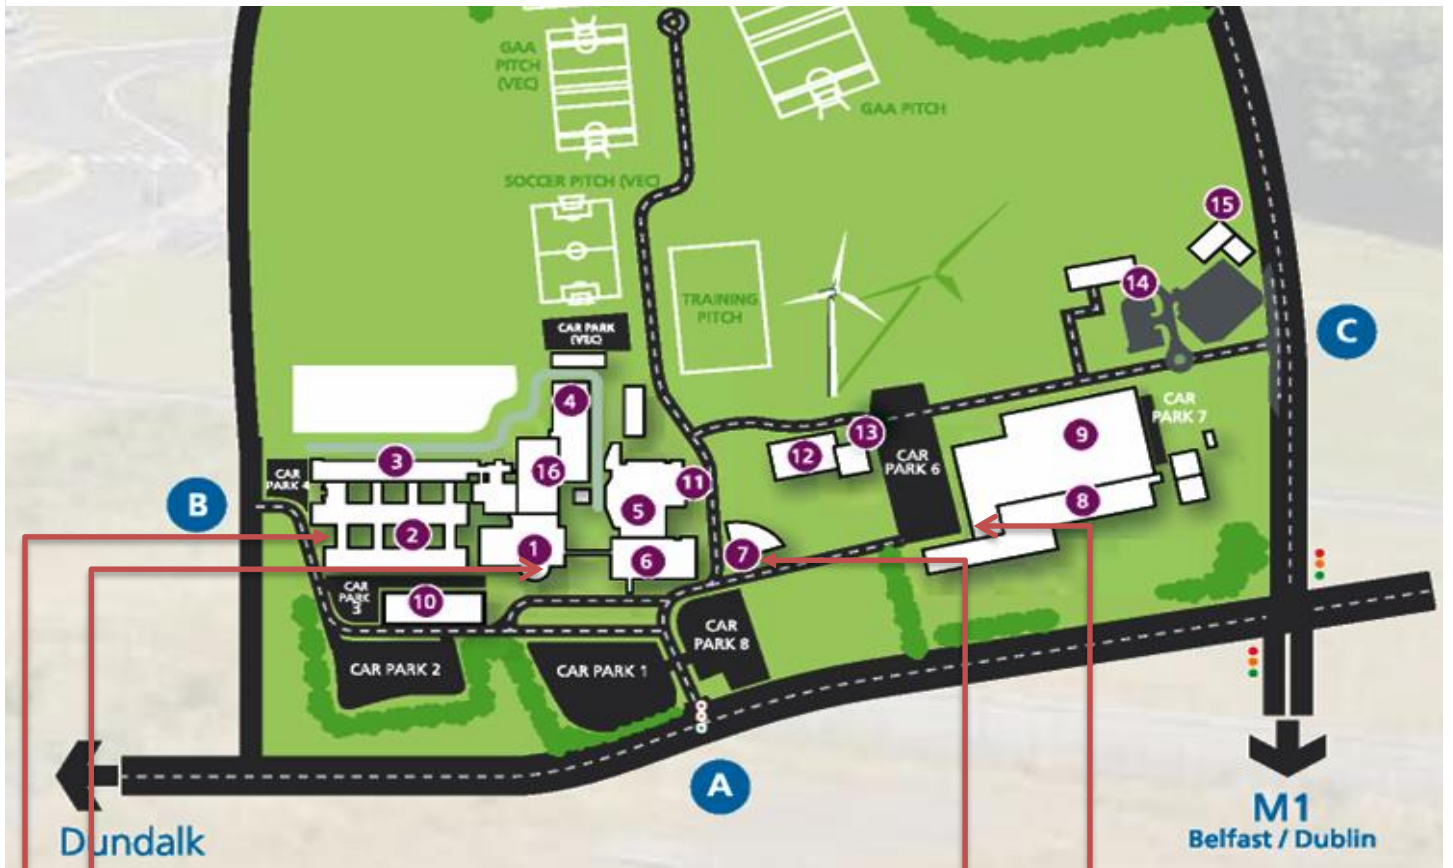 GAA
PITCH
(VEC)
GAA PITCH
SOCCER PITCH (VEC)
15
14
TRAINING
PITCH
CAR PARK
(VEC)
C
4
CAR
PARK 7
13
9
3
16
12
CAR
PARK 6
CAR
PARK 4
11
8
B
5
2
1
6
7
CAR
PARK
3
10
CAR
PARK 8
CAR PARK 2
CAR PARK 1
A
M1
Belfast / Dublin
Dundalk